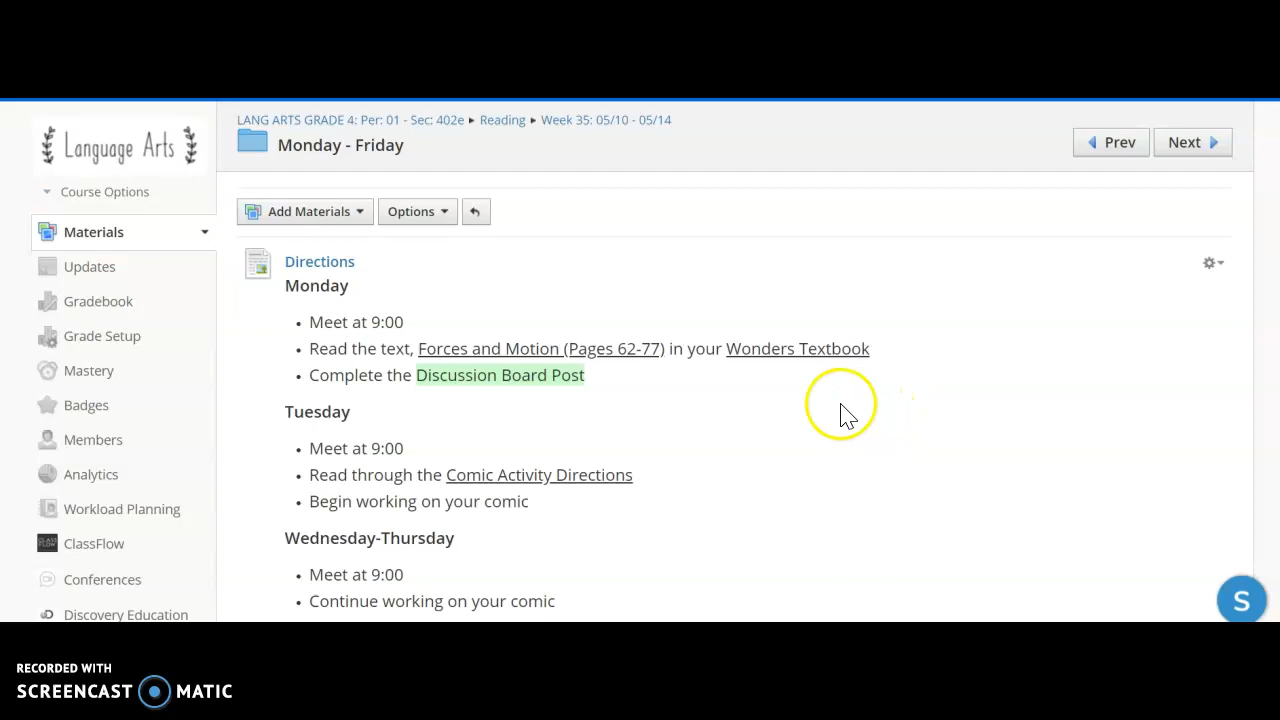 LANG ARTS GRADE 4: Per: 01 - Sec: 402e ▸ Reading ▸ Week 35: 05/10 - 05/14
Monday - Friday
Prev
Next
Language Arts
Course Options
Materials
Updates
Gradebook
Grade Setup
Mastery
Badges
Members
Analytics
Workload Planning
CLASSFLOW
ClassFlow
Conferences
Discovery Education
Add Materials
Options
Directions
Monday
• Meet at 9:00
• Read the text, Forces and Motion (Pages 62-77) in your Wonders Textbook
• Complete the Discussion Board Post
Tuesday
• Meet at 9:00
• Read through the Comic Activity Directions
• Begin working on your comic
Wednesday-Thursday
• Meet at 9:00
• Continue working on your comic
S
RECORDED WITH
SCREENCAST MATIC